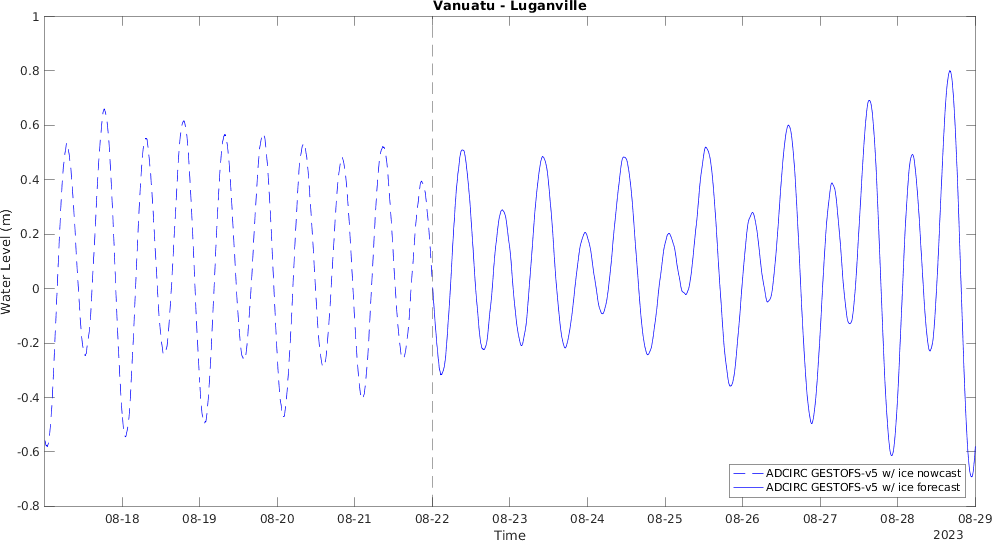 Vanuatu - Luganville
1
0.8
0.6
0.4
0.2
0
-0.2
-0.4
-0.6
-0.8
Water Level (m)
ADCIRC GESTOFS-v5 w/ ice nowcast
ADCIRC GESTOFS-v5 w/ ice forecast
08-18 08-19 08-20 08-21 08-22 08-23 08-24 08-25 08-26 08-27 08-28 08-29
Time
2023